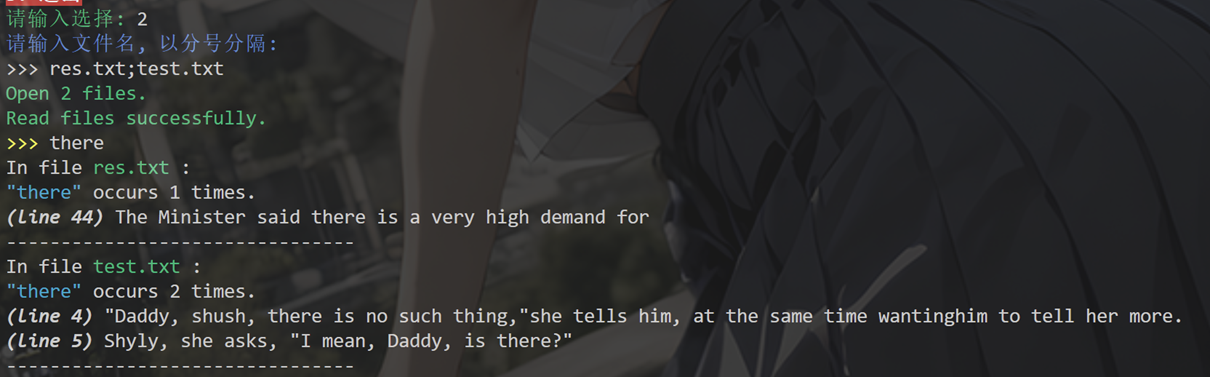 请输入选择: 2
请输入文件名, 以分号分隔:
>>> res.txt;test.txt
Open 2 files.
Read files successfully.
>>> there
In file res.txt :
"there" occurs 1 times.
(line 44) The Minister said there is a very high demand for
--------------------------------
In file test.txt :
"there" occurs 2 times.
(line 4) "Daddy, shush, there is no such thing,"she tells him, at the same time wantinghim to tell her more.
(line 5) Shyly, she asks, "I mean, Daddy, is there?"
--------------------------------